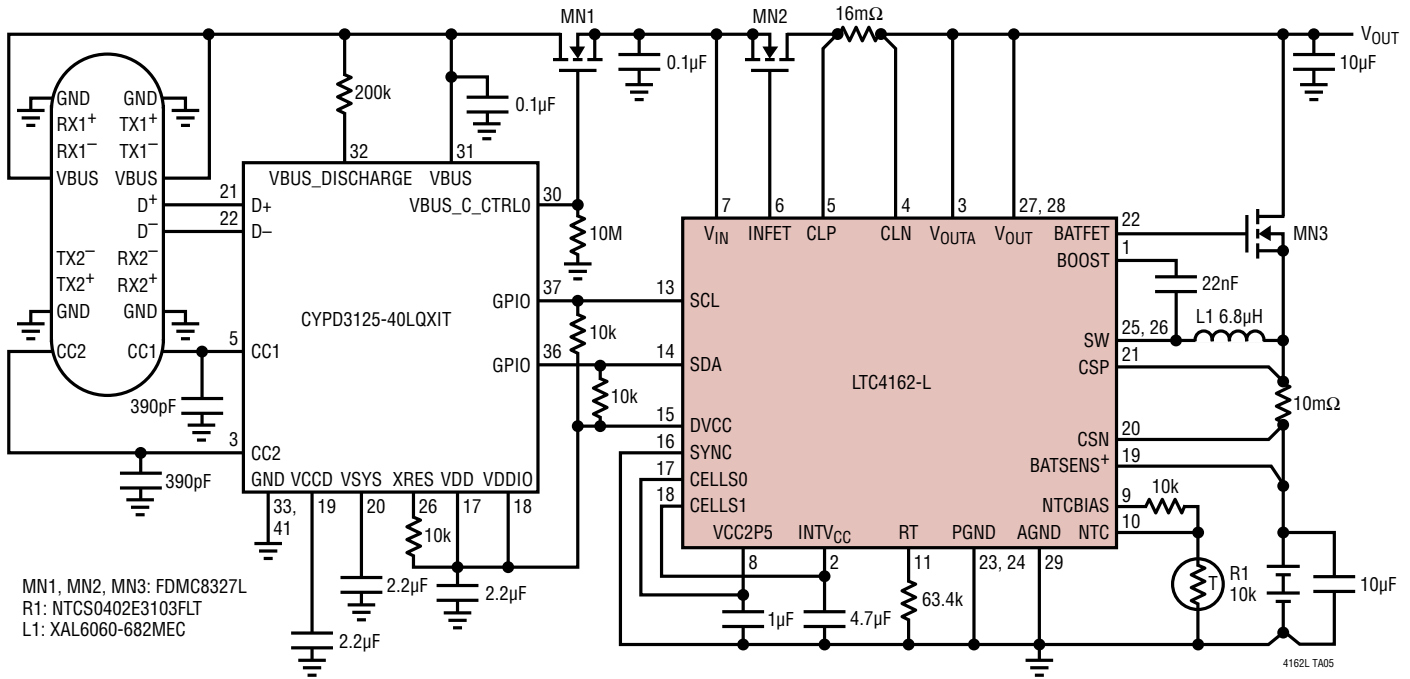 MN1
MN2
16mΩ
VOUT
0.1µF
10µF
200k
0.1µF
GND GND
RX1+ TX1+
RX1− TX1−
VBUS VBUS
D+
D−
TX2− RX2−
TX2+ RX2+
GND GND
CC2 CC1
21
22
5
3
390pF
390pF
32
31
VBUS_DISCHARGE VBUS
D+
D−
VBUS_C_CTRL0
30
10M
CYPD3125-40LQXIT
GPIO
37
10k
GPIO
36
10k
CC1
CC2
GND VCCD VSYS XRES VDD VDDIO
33, 41
19
20
26
17
18
10k
2.2µF
2.2µF
2.2µF
7
6
5
4
3
27, 28
VIN INFET CLP CLN VOUTA VOUT BATFET
22
MN3
BOOST
1
22nF
L1 6.8µH
SW
25, 26
CSP
21
10mΩ
CSN
20
BATSENS+
19
NTCBIAS
9
10k
NTC
10
13
SCL
14
SDA
LTC4162-L
15
DVCC
16
SYNC
17
CELLS0
18
CELLS1
VCC2P5 INTVCC RT PGND AGND
8
2
11
23, 24
29
1µF
4.7µF
63.4k
T
R1
10k
10µF
MN1, MN2, MN3: FDMC8327L
R1: NTCS0402E3103FLT
L1: XAL6060-682MEC
4162L TA05